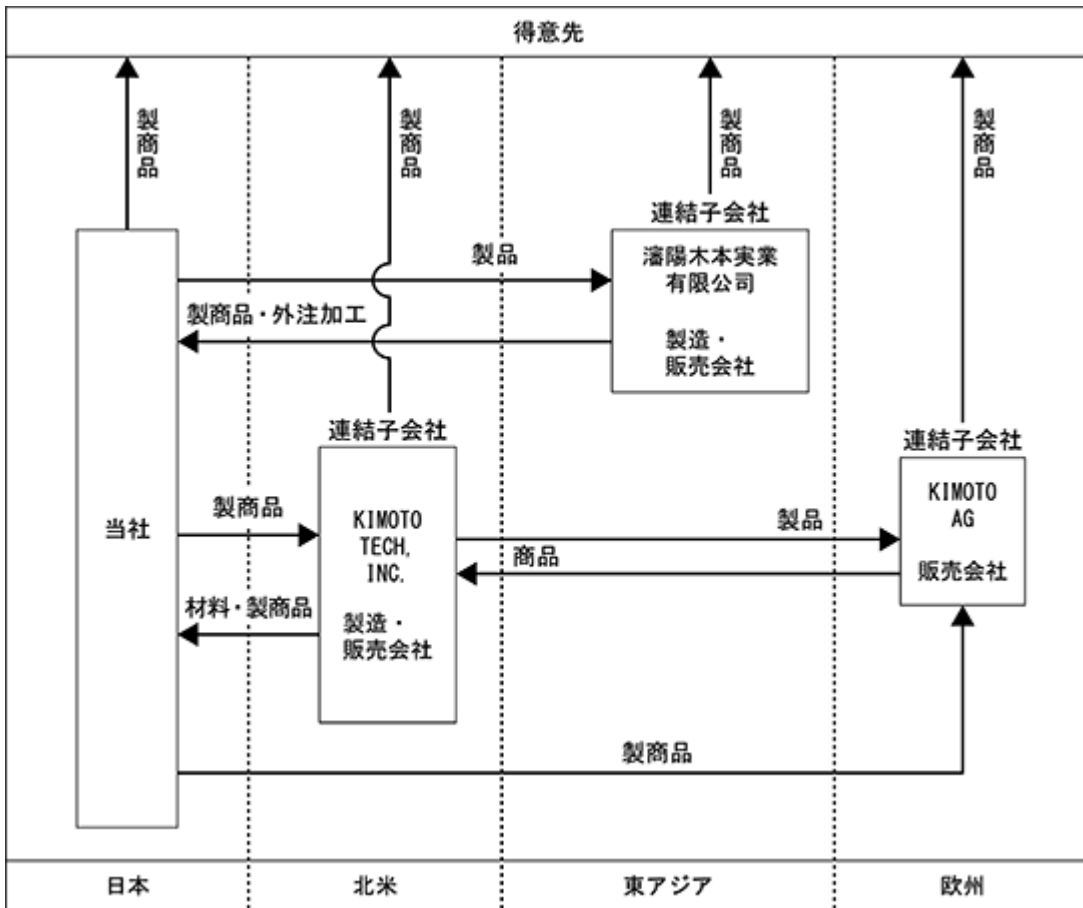 得意先
製商品
製商品
製商品
製商品
連結子会社
瀋陽木本実業
有限公司
製造・
販売会社
製品
製商品・外注加工
連結子会社
連結子会社
当社
製商品
KIMOTO
TECH,
INC.
製造・
販売会社
製品
商品
KIMOTO
AG
販売会社
材料・製商品
製商品
日本
北米
東アジア
欧州